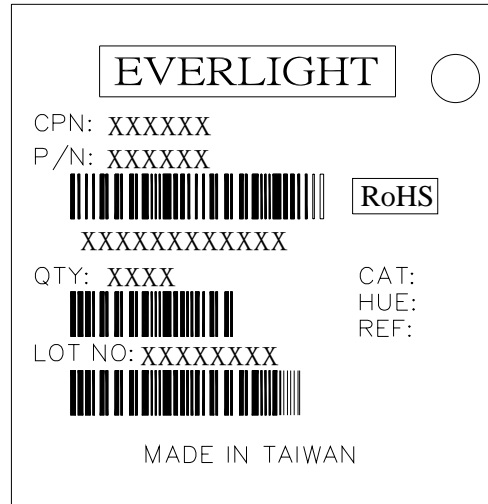 EVERLIGHT
CPN: XXXXXX
P/N: XXXXXX
RoHS
XXXXXXXXXXXX
QTY: XXXX
CAT:
HUE:
REF:
LOT NO: XXXXXXXX
MADE IN TAIWAN